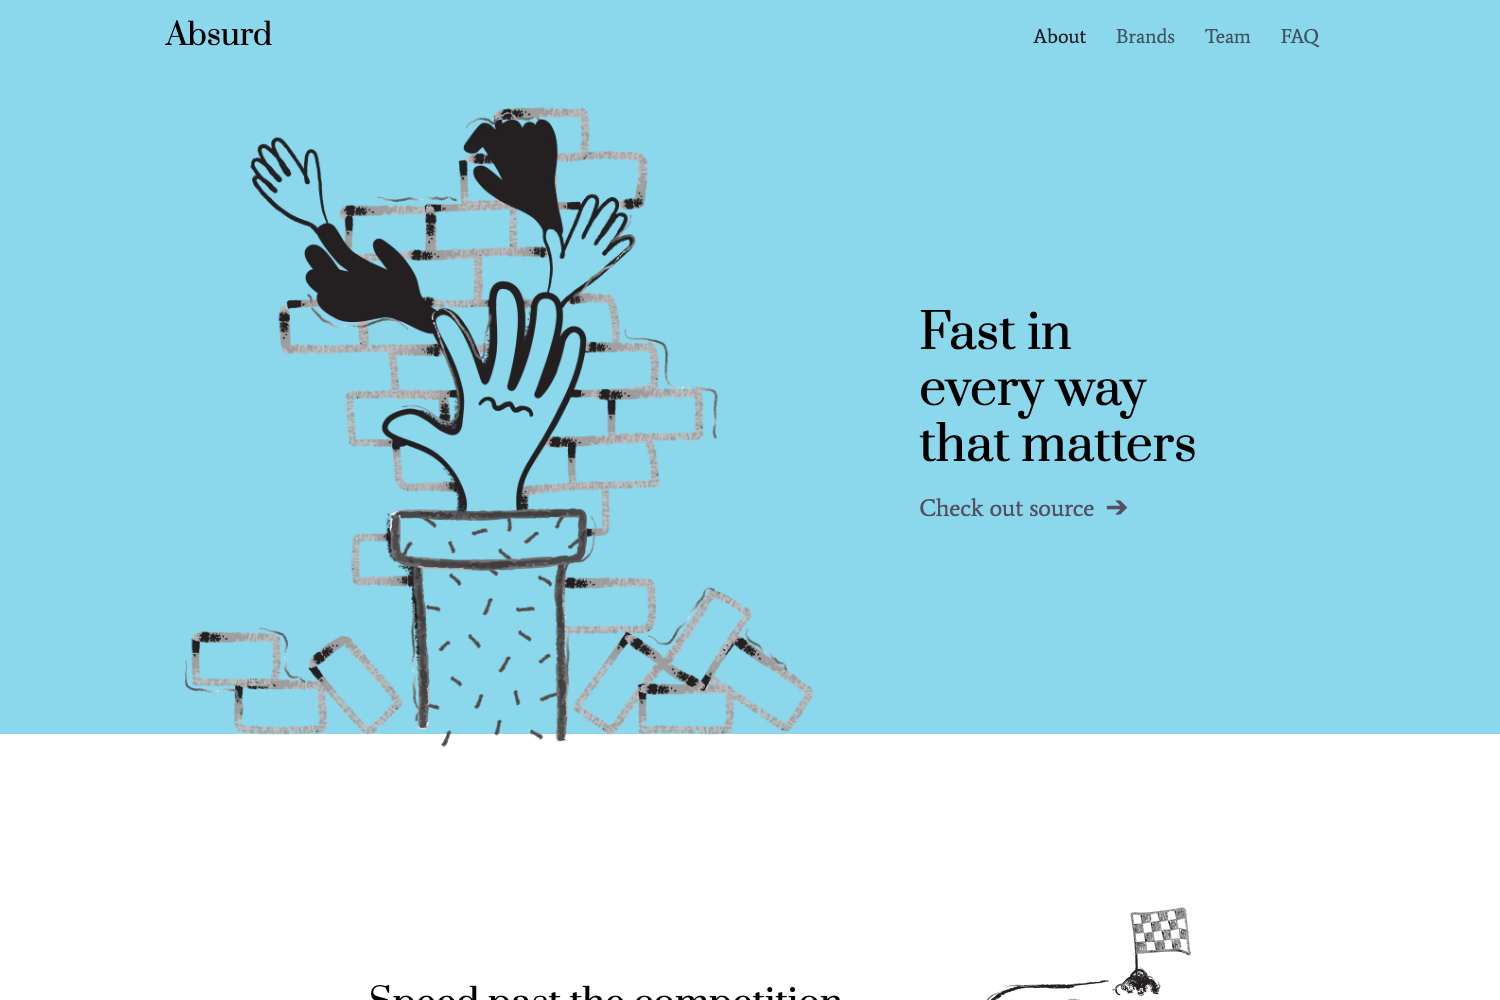 Absurd
About Brands Team FAQ
Fast in
every way
that matters
Check out source
Speed past the competition